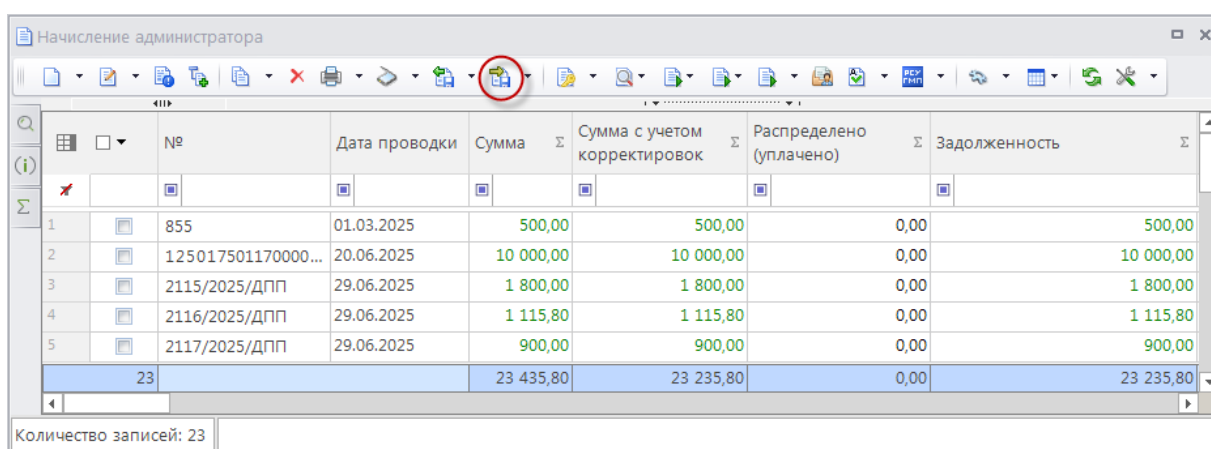 Начисление администратора
РСУ ГМП
№ Дата проводки Сумма Σ Сумма с учетом корректировок Σ Распределено (уплачено) Σ Задолженность Σ
1 855 01.03.2025 500,00 500,00 0,00 500,00
2 125017501170000... 20.06.2025 10 000,00 10 000,00 0,00 10 000,00
3 2115/2025/ДПП 29.06.2025 1 800,00 1 800,00 0,00 1 800,00
4 2116/2025/ДПП 29.06.2025 1 115,80 1 115,80 0,00 1 115,80
5 2117/2025/ДПП 29.06.2025 900,00 900,00 0,00 900,00
23 23 435,80 23 235,80 0,00 23 235,80
Количество записей: 23